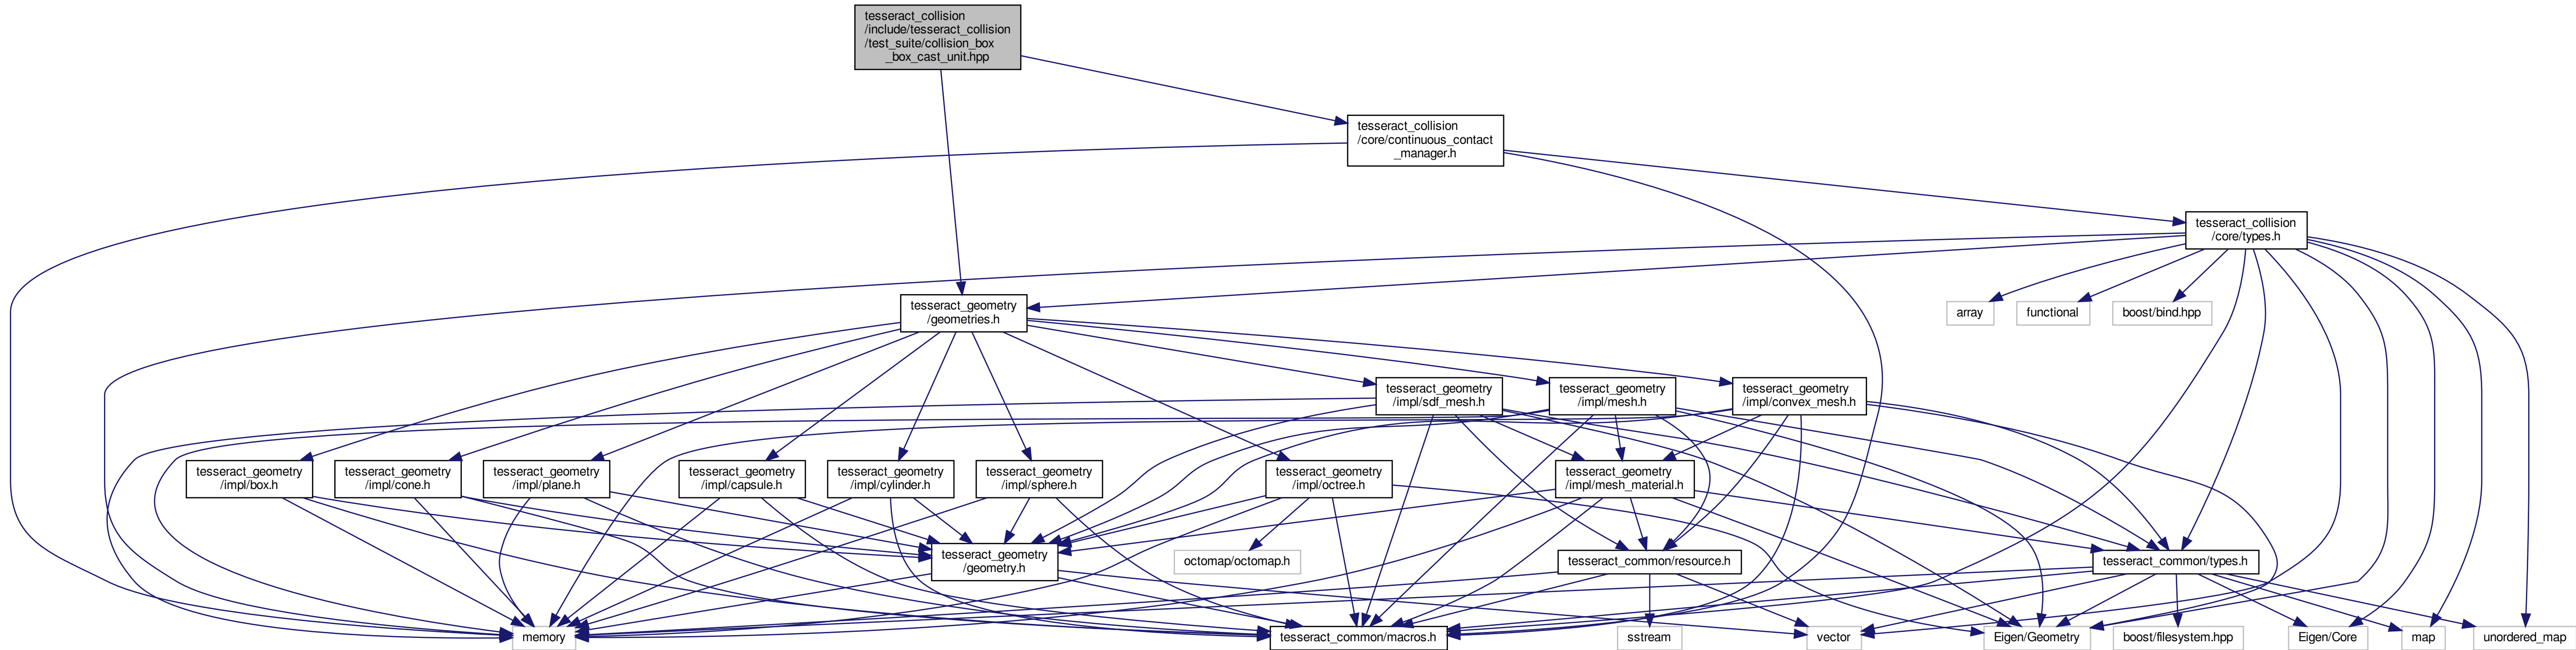 tesseract_collision
/include/tesseract_collision
/test_suite/collision_box
_box_cast_unit.hpp
tesseract_collision
/core/continuous_contact
_manager.h
tesseract_collision
/core/types.h
tesseract_geometry
/geometries.h
array
functional
boost/bind.hpp
tesseract_geometry
/impl/sdf_mesh.h
tesseract_geometry
/impl/mesh.h
tesseract_geometry
/impl/convex_mesh.h
tesseract_geometry
/impl/box.h
tesseract_geometry
/impl/cone.h
tesseract_geometry
/impl/plane.h
tesseract_geometry
/impl/capsule.h
tesseract_geometry
/impl/cylinder.h
tesseract_geometry
/impl/sphere.h
tesseract_geometry
/impl/octree.h
tesseract_geometry
/impl/mesh_material.h
tesseract_geometry
/geometry.h
octomap/octomap.h
tesseract_common/resource.h
tesseract_common/types.h
memory
tesseract_common/macros.h
sstream
vector
Eigen/Geometry
boost/filesystem.hpp
Eigen/Core
map
unordered_map